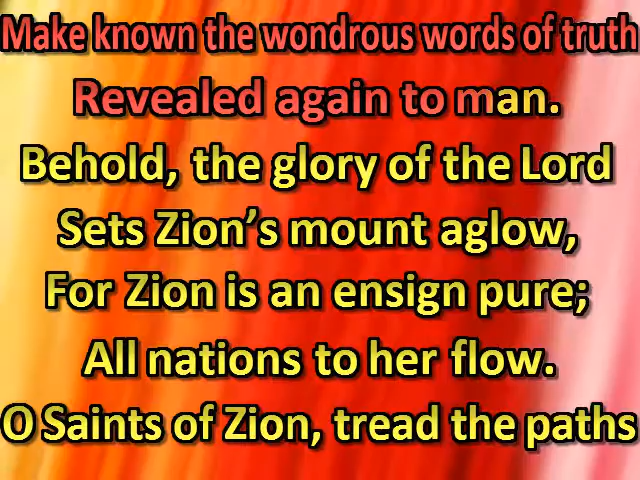 Make known the wondrous words of truth
Revealed again to man.
Behold, the glory of the Lord
Sets Zion’s mount aglow,
For Zion is an ensign pure;
All nations to her flow.
O Saints of Zion, tread the paths